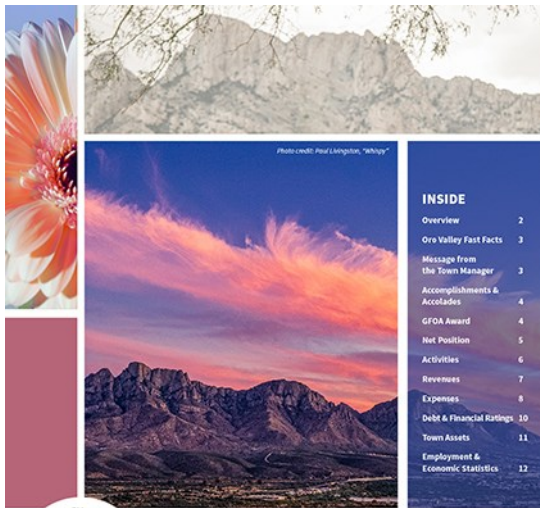 Photo credit: Paul Livingston, "Whispy"
INSIDE
Overview 2
Oro Valley Fast Facts 3
Message from
the Town Manager 3
Accomplishments &
Accolades 4
GFOA Award 4
Net Position 5
Activities 6
Revenues 7
Expenses 8
Debt & Financial Ratings 10
Town Assets 11
Employment &
Economic Statistics 12